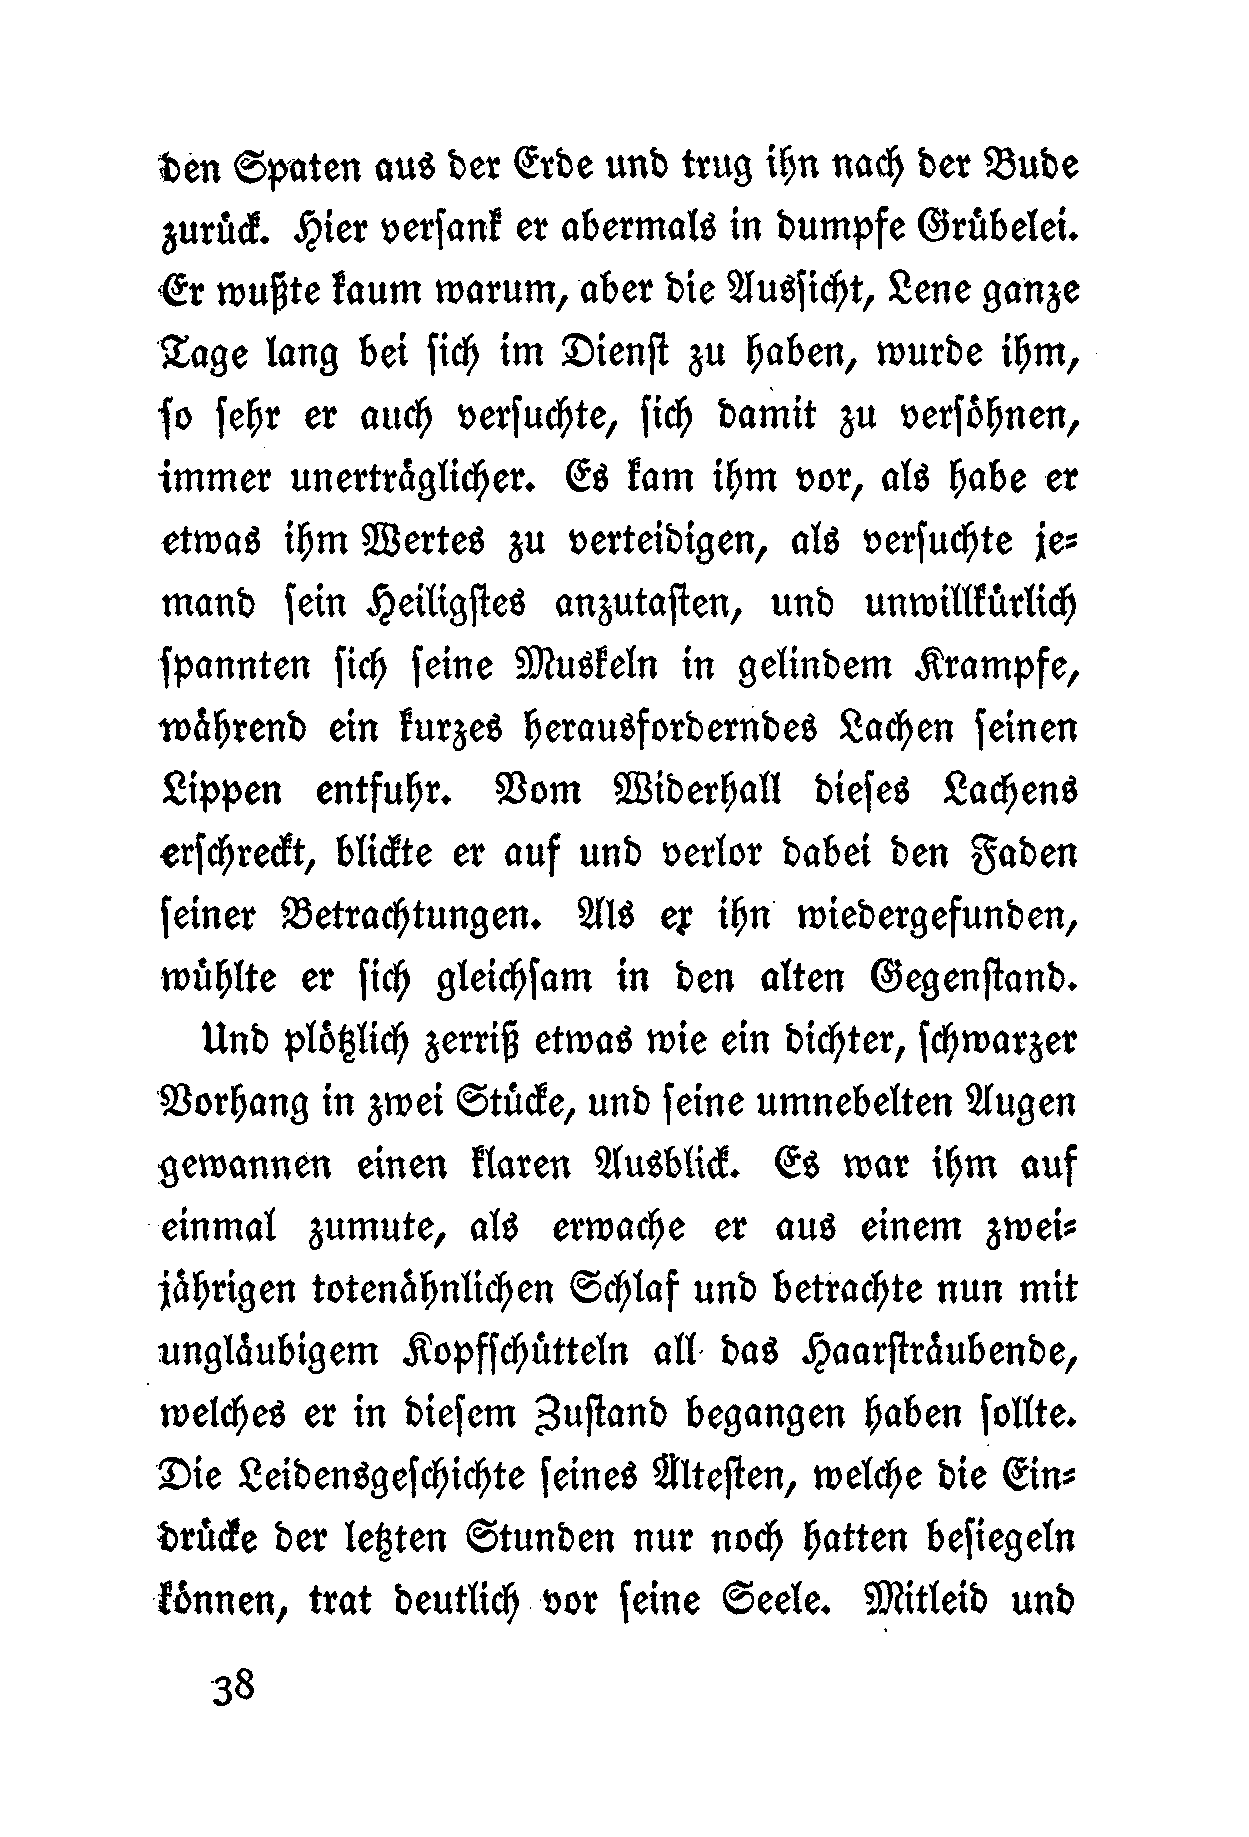 den Spaten aus der Erde und trug ihn nach der Bude
zurück. Hier versank er abermals in dumpfe Grübelei.
Er wußte kaum warum, aber die Aussicht, Lene ganze
Tage lang bei sich im Dienst zu haben, wurde ihm,
so sehr er auch versuchte, sich damit zu versöhnen,
immer unerträglicher. Es kam ihm vor, als habe er
etwas ihm Wertes zu verteidigen, als versuchte je-
mand sein Heiligstes anzutasten, und unwillkürlich
spannten sich seine Muskeln in gelindem Krampfe,
während ein kurzes herausforderndes Lachen seinen
Lippen entfuhr. Vom Widerhall dieses Lachens
erschreckt, blickte er auf und verlor dabei den Faden
seiner Betrachtungen. Als er ihn wiedergefunden,
wühlte er sich gleichsam in den alten Gegenstand.
Und plötzlich zerriß etwas wie ein dichter, schwarzer
Vorhang in zwei Stücke, und seine umnebelten Augen
gewannen einen klaren Ausblick. Es war ihm auf
einmal zumute, als erwache er aus einem zwei-
jährigen totenähnlichen Schlaf und betrachte nun mit
ungläubigem Kopfschütteln all das Haarsträubende,
welches er in diesem Zustand begangen haben sollte.
Die Leidensgeschichte seines Ältesten, welche die Ein-
drücke der letzten Stunden nur noch hatten besiegeln
können, trat deutlich vor seine Seele. Mitleid und
38